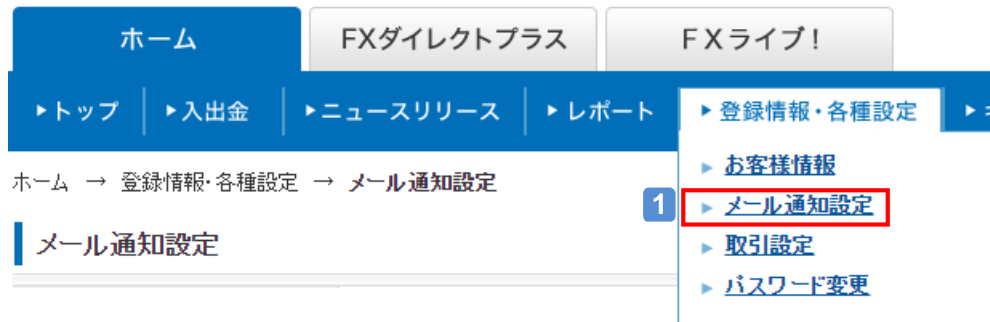 ホーム FXダイレクトプラス FXライブ!
トップ 入出金 ニュースリリース レポート 登録情報・各種設定
ホーム → 登録情報・各種設定 → メール通知設定
メール通知設定
お客様情報
1 メール通知設定
取引設定
パスワード変更